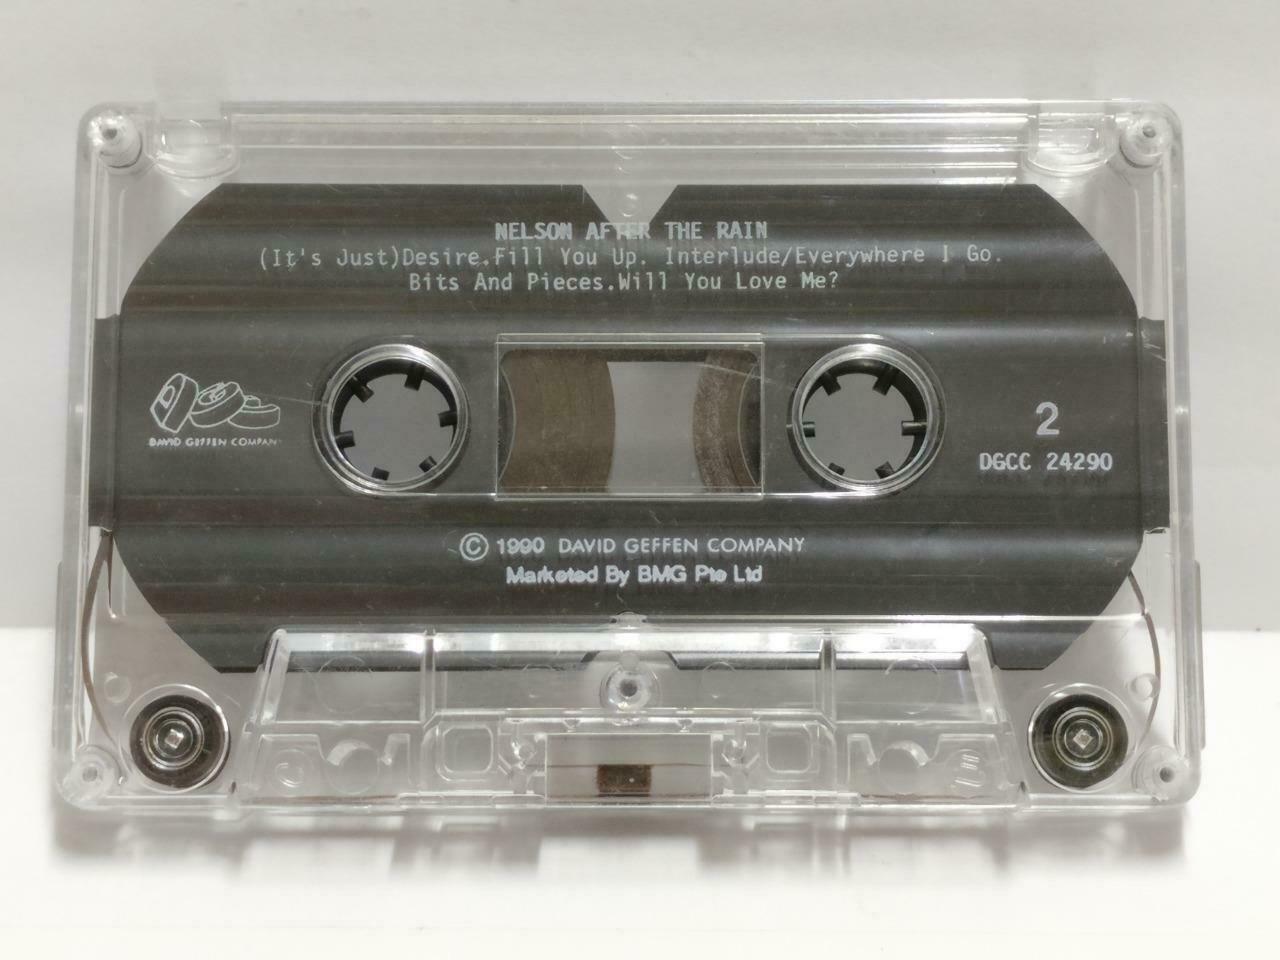 NELSON AFTER THE RAIN
(It's Just)Desire.Fill You Up. Interlude/Everywhere I Go.
Bits And Pieces.Will You Love Me?
DAVID GEFFEN COMPANY
2
DGCC 24290
© 1990 DAVID GEFFEN COMPANY
Marketed By BMG Pte Ltd